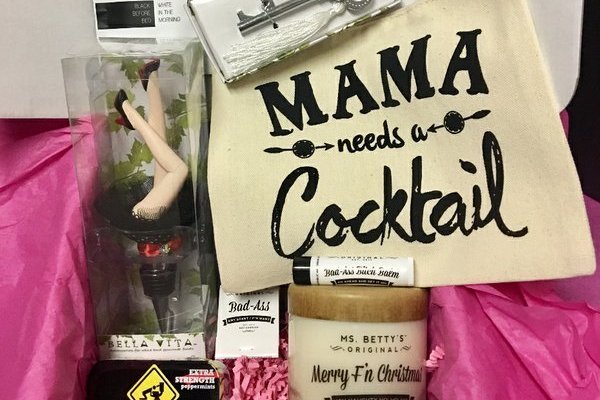 BLACK
BEFORE
BED
WHITE
IN THE
MORNING
MAMA
needs a
Cocktail
ORIGINAL
Bad-Ass Bitch Balm
Bad-Ass
BELLA VITA
EXTRA
STRENGTH
peppermints
MS. BETTY'S
ORIGINAL
Merry F'n Christmas